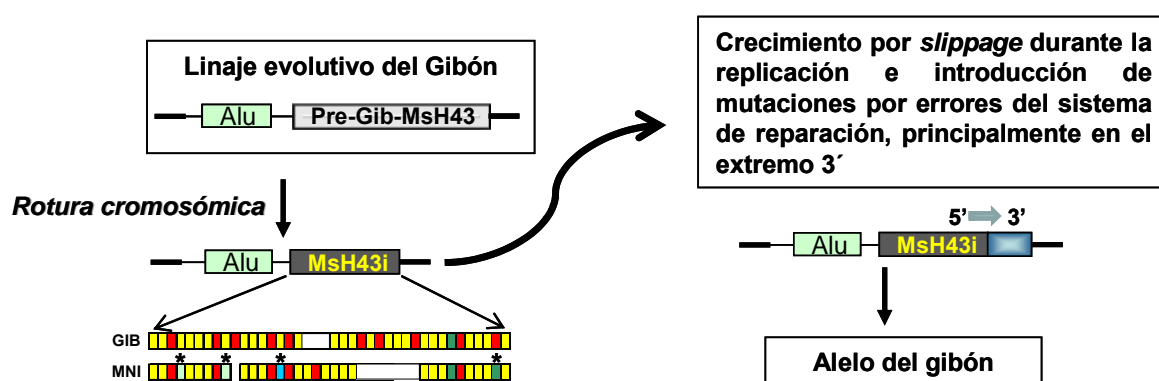 Linaje evolutivo del Gibón
Alu
Pre-Gib-MsH43
Rotura cromosómica
Alu
MsH43i
GIB
* * * *
MNI
Crecimiento por slippage durante la
replicación e introducción de
mutaciones por errores del sistema
de reparación, principalmente en el
extremo 3´
5’ 3’
Alu
MsH43i
Alelo del gibón